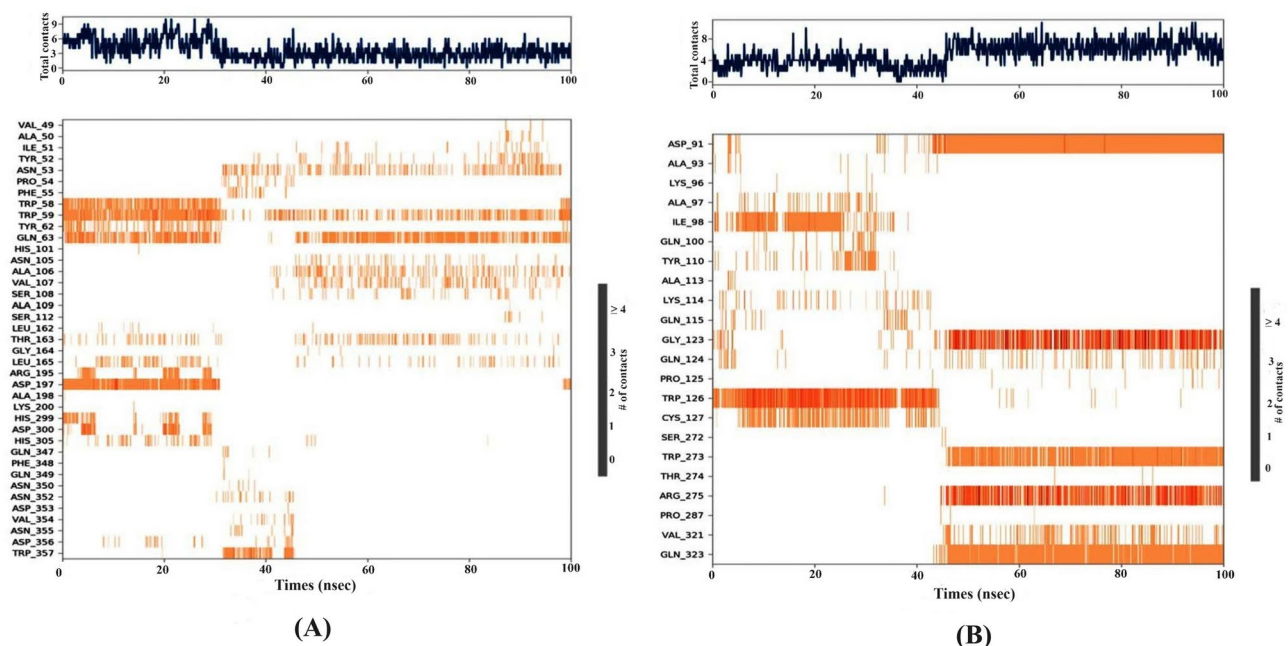 Total contacts
9
6
3
0
0
20
40
60
80
100
VAL_49
ALA_50
ILE_51
TYR_52
ASN_53
PRO_54
PHE_55
TRP_58
TRP_59
TYR_62
GLN_63
HIS_101
ASN_105
ALA_106
VAL_107
SER_108
ALA_109
SER_112
LEU_162
THR_163
GLY_164
LEU_165
ARG_195
ASP_197
ALA_198
LYS_200
HIS_299
ASP_300
HIS_305
GLN_347
PHE_348
GLN_349
ASN_350
ASN_352
ASP_353
VAL_354
ASN_355
ASP_356
TRP_357
0
20
40
60
80
100
Times (nsec)
≥ 4
3
2
1
0
# of contacts
(A)
Total contacts
8
4
0
0
20
40
60
80
100
ASP_91
ALA_93
LYS_96
ALA_97
ILE_98
GLN_100
TYR_110
ALA_113
LYS_114
GLN_115
GLY_123
GLN_124
PRO_125
TRP_126
CYS_127
SER_272
TRP_273
THR_274
ARG_275
PRO_287
VAL_321
GLN_323
0
20
40
60
80
100
Times (nsec)
≥ 4
3
2
1
0
# of contacts
(B)